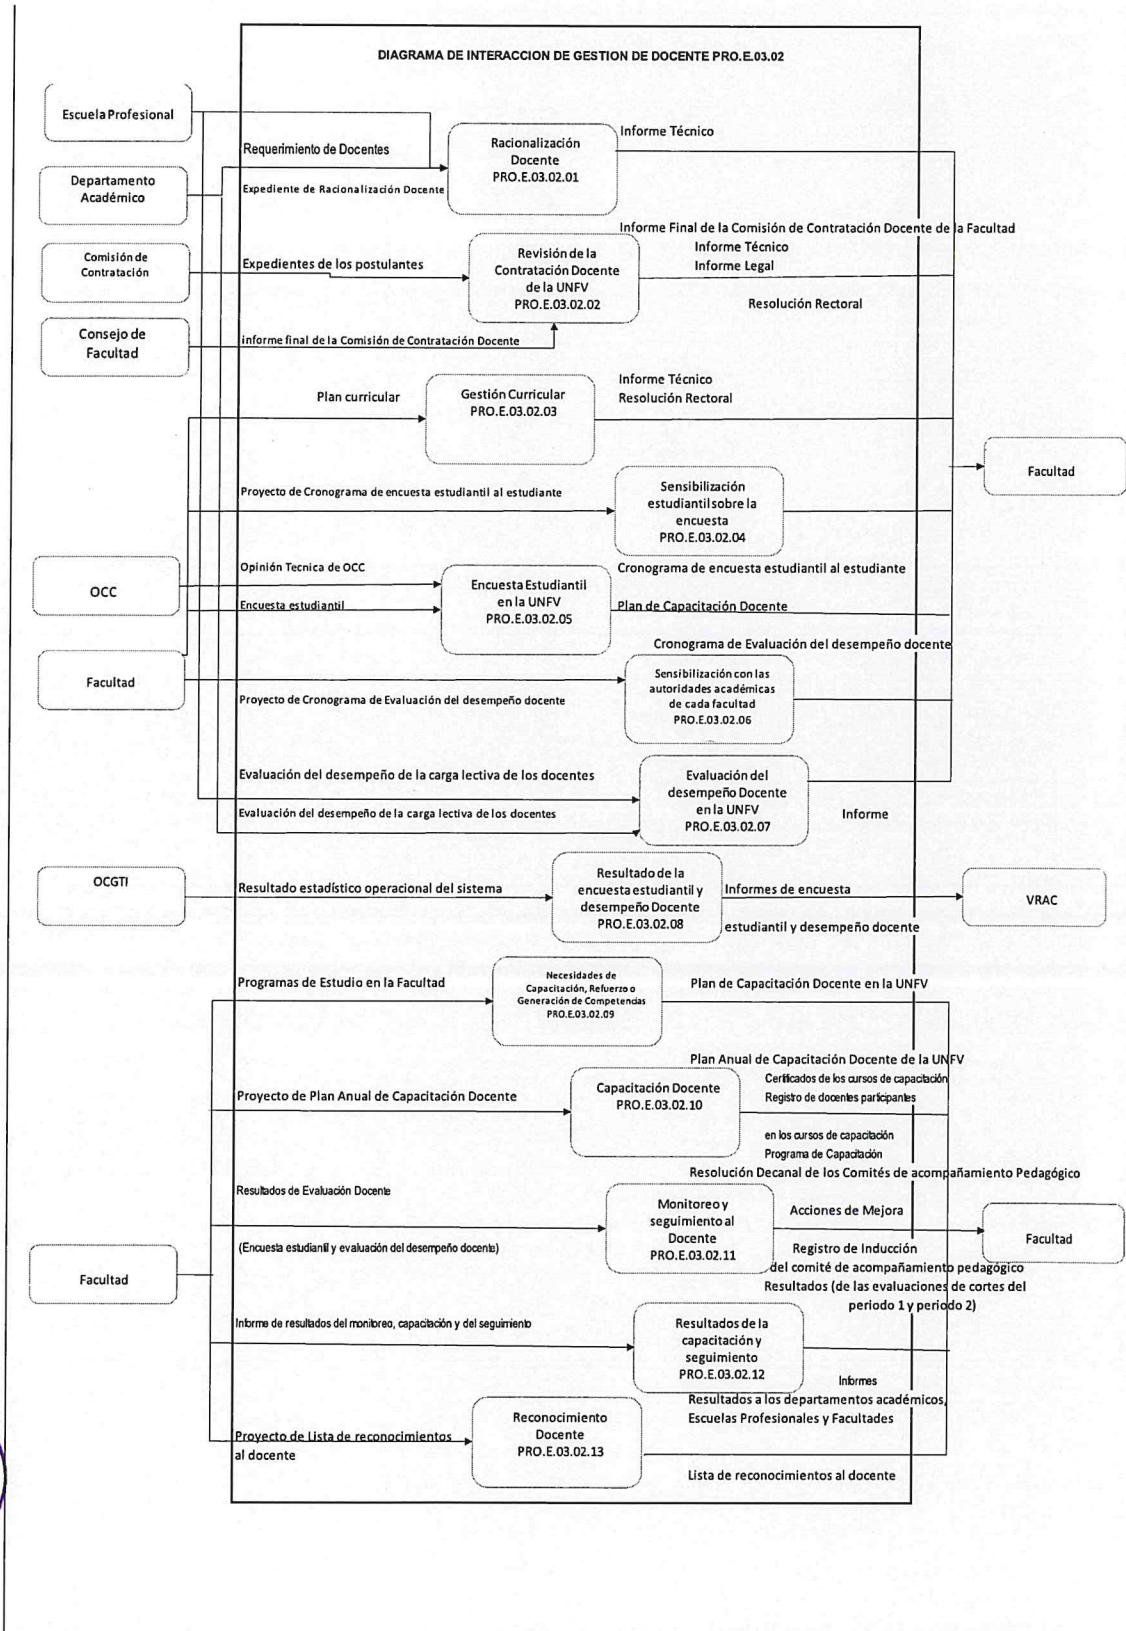 DIAGRAMA DE INTERACCION DE GESTION DE DOCENTE PRO.E.03.02
Escuela Profesional
Requerimiento de Docentes
Racionalización
Docente
PRO.E.03.02.01
Informe Técnico
Departamento
Académico
Expediente de Racionalización Docente
Informe Final de la Comisión de Contratación Docente de la Facultad
Informe Técnico
Informe Legal
Comisión de
Contratación
Expedientes de los postulantes
Revisión de la
Contratación Docente
de la UNFV
PRO.E.03.02.02
Resolución Rectoral
Consejo de
Facultad
informe final de la Comisión de Contratación Docente
Plan curricular
Gestión Curricular
PRO.E.03.02.03
Informe Técnico
Resolución Rectoral
Facultad
Proyecto de Cronograma de encuesta estudiantil al estudiante
Sensibilización
estudiantil sobre la
encuesta
PRO.E.03.02.04
Cronograma de encuesta estudiantil al estudiante
OCC
Opinión Tecnica de OCC
Encuesta estudiantil
Encuesta Estudiantil
en la UNFV
PRO.E.03.02.05
Plan de Capacitación Docente
Cronograma de Evaluación del desempeño docente
Facultad
Proyecto de Cronograma de Evaluación del desempeño docente
Sensibilización con las
autoridades académicas
de cada facultad
PRO.E.03.02.06
Evaluación del desempeño de la carga lectiva de los docentes
Evaluación del desempeño de la carga lectiva de los docentes
Evaluación del
desempeño Docente
en la UNFV
PRO.E.03.02.07
Informe
OCGTI
Resultado estadístico operacional del sistema
Resultado de la
encuesta estudiantil y
desempeño Docente
PRO.E.03.02.08
Informes de encuesta
estudiantil y desempeño docente
VRAC
Programas de Estudio en la Facultad
Necesidades de
Capacitación, Refuerzo o
Generación de Competencias
PRO.E.03.02.09
Plan de Capacitación Docente en la UNFV
Plan Anual de Capacitación Docente de la UNFV
Certificados de los cursos de capacitación
Registro de docentes participantes
en los cursos de capacitación
Programa de Capacitación
Proyecto de Plan Anual de Capacitación Docente
Capacitación Docente
PRO.E.03.02.10
Resolución Decanal de los Comités de acompañamiento Pedagógico
Resultados de Evaluación Docente
(Encuesta estudiantil y evaluación del desempeño docente)
Monitoreo y
seguimiento al
Docente
PRO.E.03.02.11
Acciones de Mejora
Registro de Inducción
del comité de acompañamiento pedagógico
Resultados (de las evaluaciones de cortes del
periodo 1 y periodo 2)
Facultad
Facultad
Informe de resultados del monitoreo, capacitación y del seguimiento
Resultados de la
capacitación y
seguimiento
PRO.E.03.02.12
Informes
Resultados a los departamentos académicos,
Escuelas Profesionales y Facultades
Proyecto de Lista de reconocimientos
al docente
Reconocimiento
Docente
PRO.E.03.02.13
Lista de reconocimientos al docente